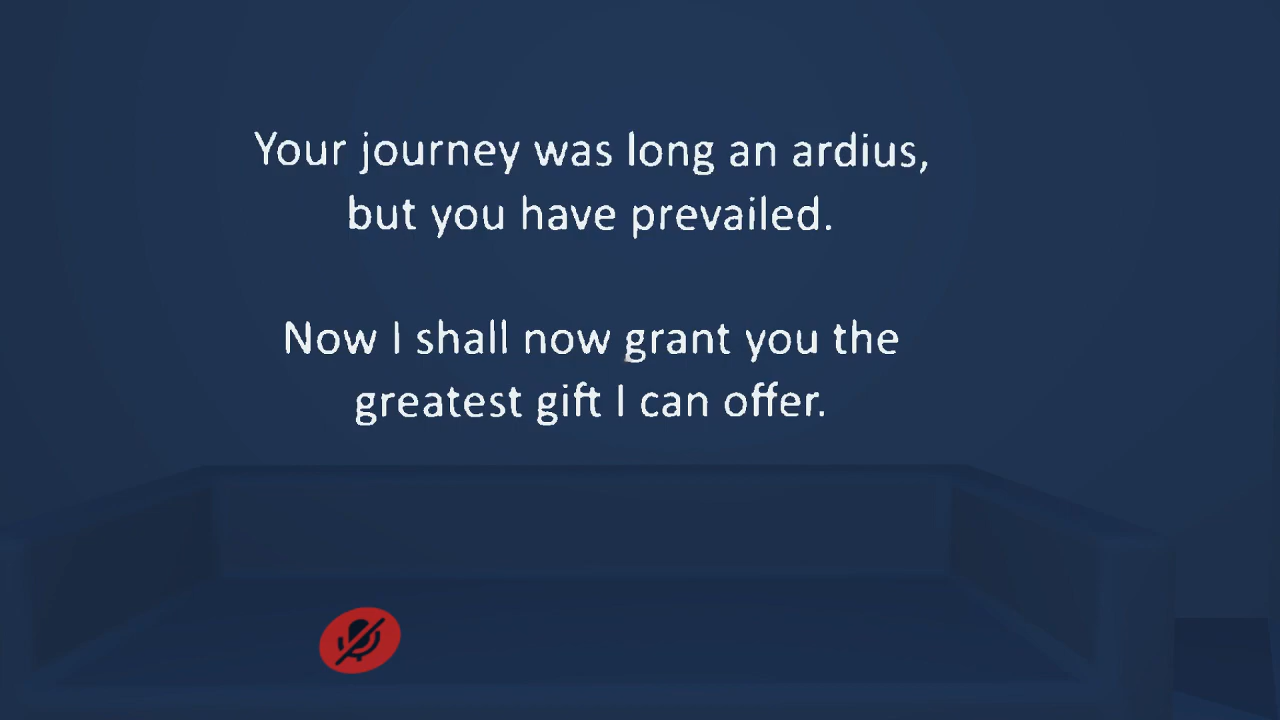 Your journey was long an ardius,
but you have prevailed.
Now I shall now grant you the
greatest gift I can offer.